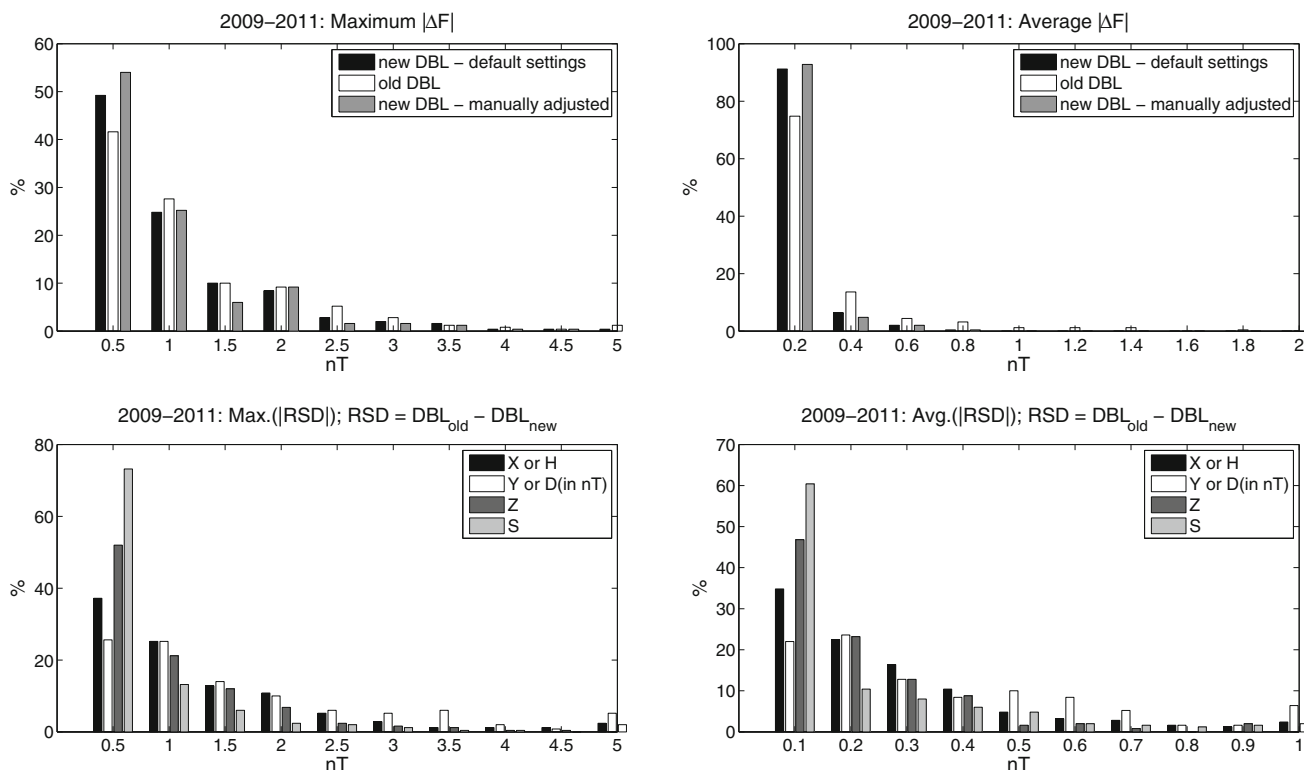 2009−2011: Maximum |ΔF|
60
50
40
30
20
10
0
%
new DBL − default settings
old DBL
new DBL − manually adjusted
0.5 1 1.5 2 2.5 3 3.5 4 4.5 5
nT
2009−2011: Average |ΔF|
100
80
60
40
20
0
%
new DBL − default settings
old DBL
new DBL − manually adjusted
0.2 0.4 0.6 0.8 1 1.2 1.4 1.6 1.8 2
nT
2009−2011: Max.(|RSD|); RSD = DBLold − DBLnew
80
60
40
20
0
%
X or H
Y or D(in nT)
Z
S
0.5 1 1.5 2 2.5 3 3.5 4 4.5 5
nT
2009−2011: Avg.(|RSD|); RSD = DBLold − DBLnew
70
60
50
40
30
20
10
0
%
X or H
Y or D(in nT)
Z
S
0.1 0.2 0.3 0.4 0.5 0.6 0.7 0.8 0.9 1
nT